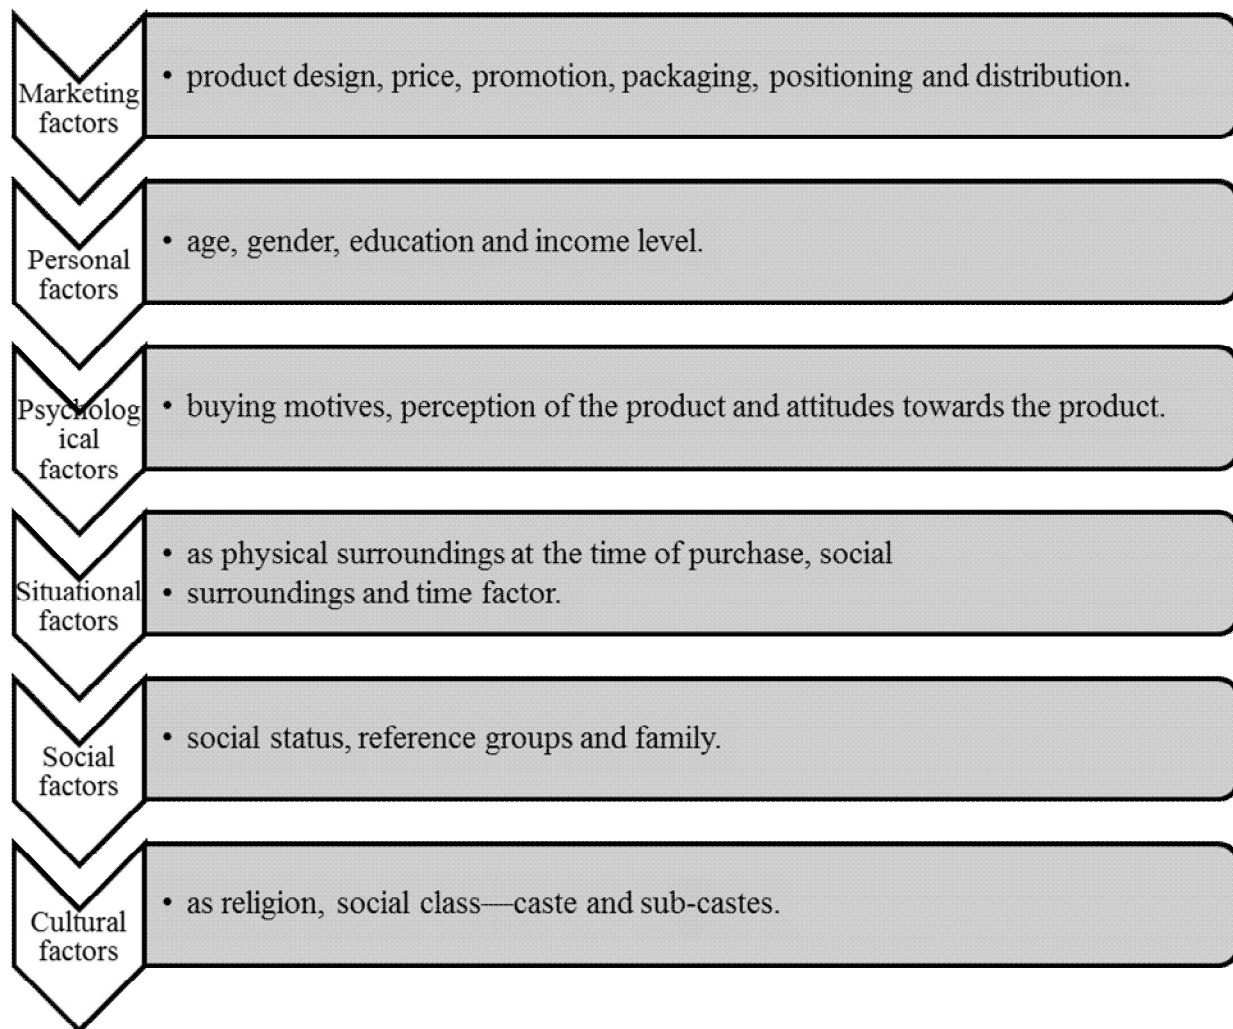 Marketing
factors
• product design, price, promotion, packaging, positioning and distribution.
Personal
factors
• age, gender, education and income level.
Psycholog
ical
factors
• buying motives, perception of the product and attitudes towards the product.
Situational
factors
• as physical surroundings at the time of purchase, social
• surroundings and time factor.
Social
factors
• social status, reference groups and family.
Cultural
factors
• as religion, social class—caste and sub-castes.